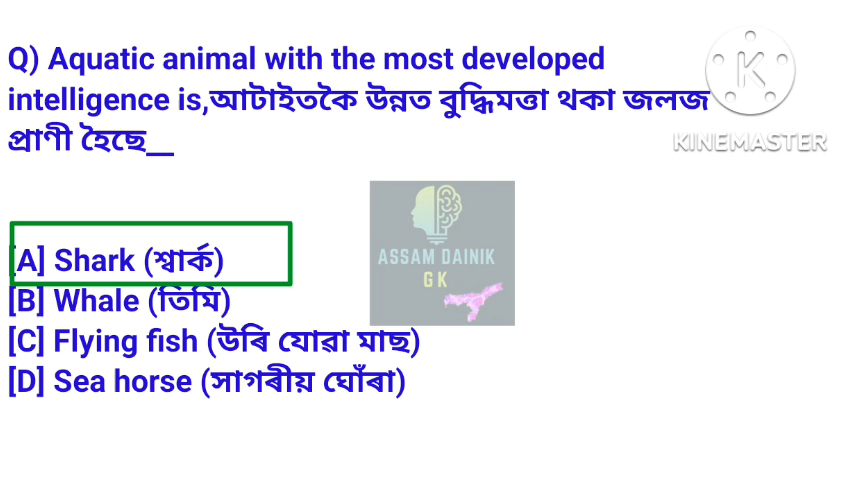 Q) Aquatic animal with the most developed
intelligence is,আটাইতকৈ উন্নত বুদ্ধিমত্তা থকা জলজ
প্ৰাণী হৈছে__
K
KINEMASTER
[A] Shark (শ্বাৰ্ক)
[B] Whale (তিমি)
[C] Flying fish (উৰি যোৱা মাছ)
[D] Sea horse (সাগৰীয় ঘোঁৰা)
ASSAM DAINIK
GK